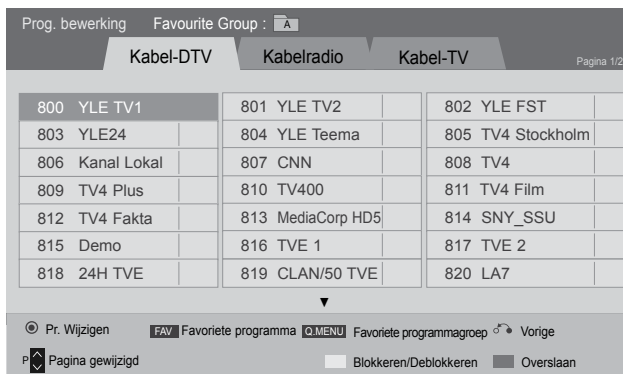 Prog. bewerking Favourite Group : A
Kabel-DTV Kabelradio Kabel-TV Pagina 1/2
800 YLE TV1 801 YLE TV2 802 YLE FST
803 YLE24 804 YLE Teema 805 TV4 Stockholm
806 Kanal Lokal 807 CNN 808 TV4
809 TV4 Plus 810 TV400 811 TV4 Film
812 TV4 Fakta 813 MediaCorp HD5 814 SNY_SSU
815 Demo 816 TVE 1 817 TVE 2
818 24H TVE 819 CLAN/50 TVE 820 LA7
Pr. Wijzigen FAV Favoriete programma Q.MENU Favoriete programmagroep Vorige
P Pagina gewijzigd Blokkeren/Deblokkeren Overslaan